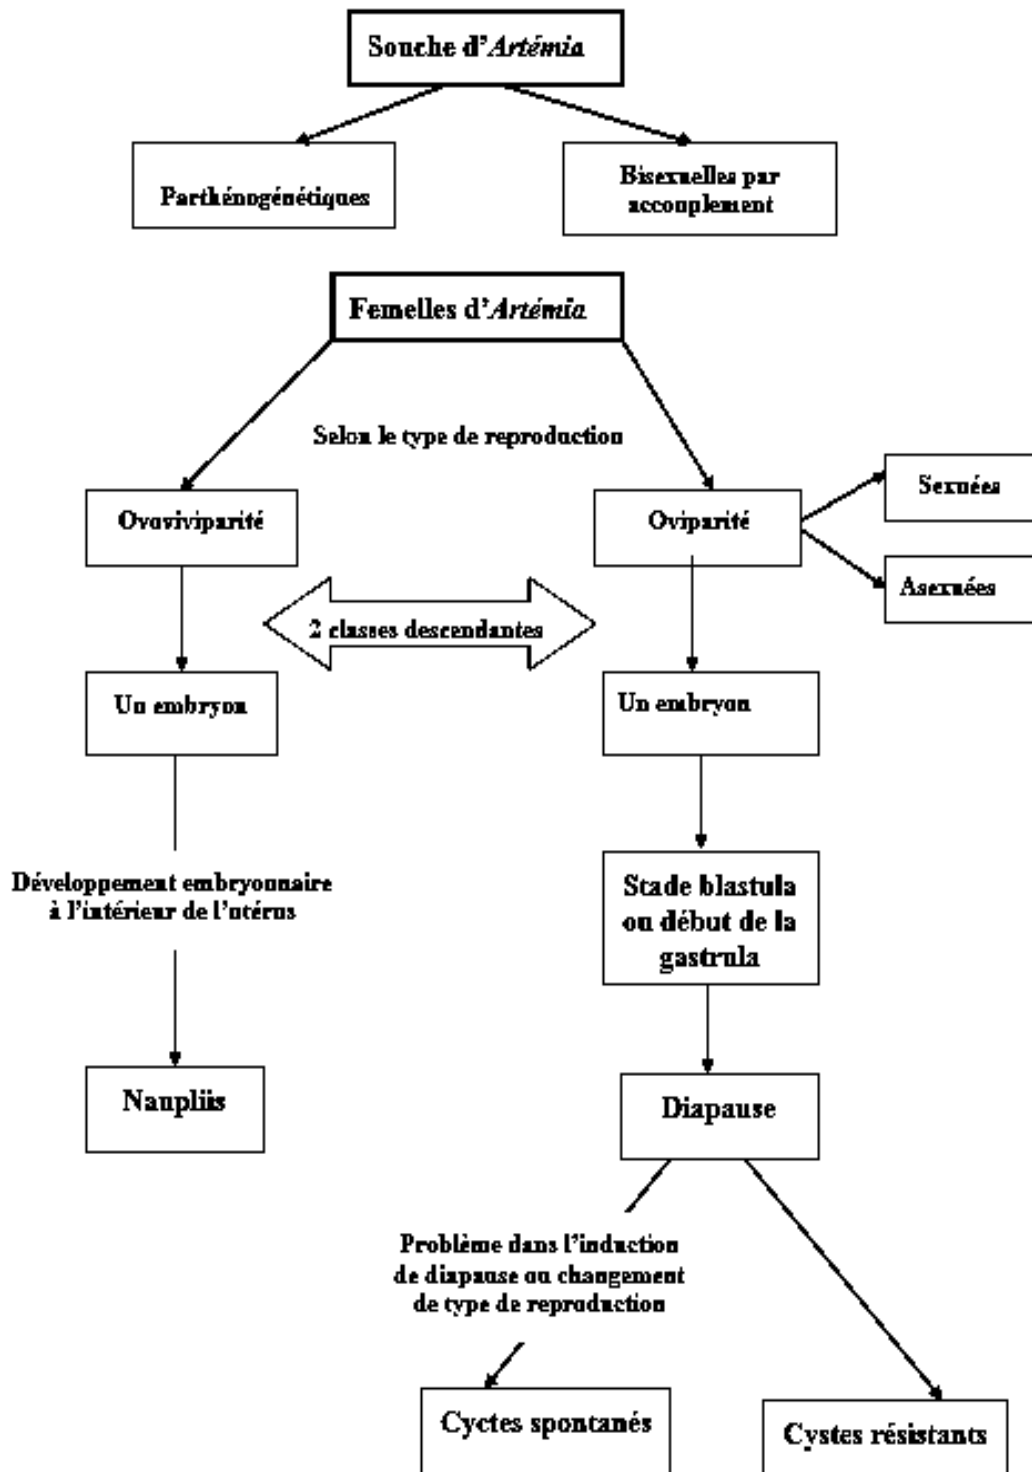 Souche d'Artémia
Parthénogénétiques
Bisexuelles par
accouplement
Femelles d'Artémia
Selon le type de reproduction
Ovoviviparité
Oviparité
Sexuées
Asexuées
2 classes descendantes
Un embryon
Un embryon
Développement embryonnaire
à l'intérieur de l'utérus
Stade blastula
ou début de la
gastrula
Naupliis
Diapause
Problème dans l'induction
de diapause ou changement
de type de reproduction
Cyctes spontanés
Cystes résistants